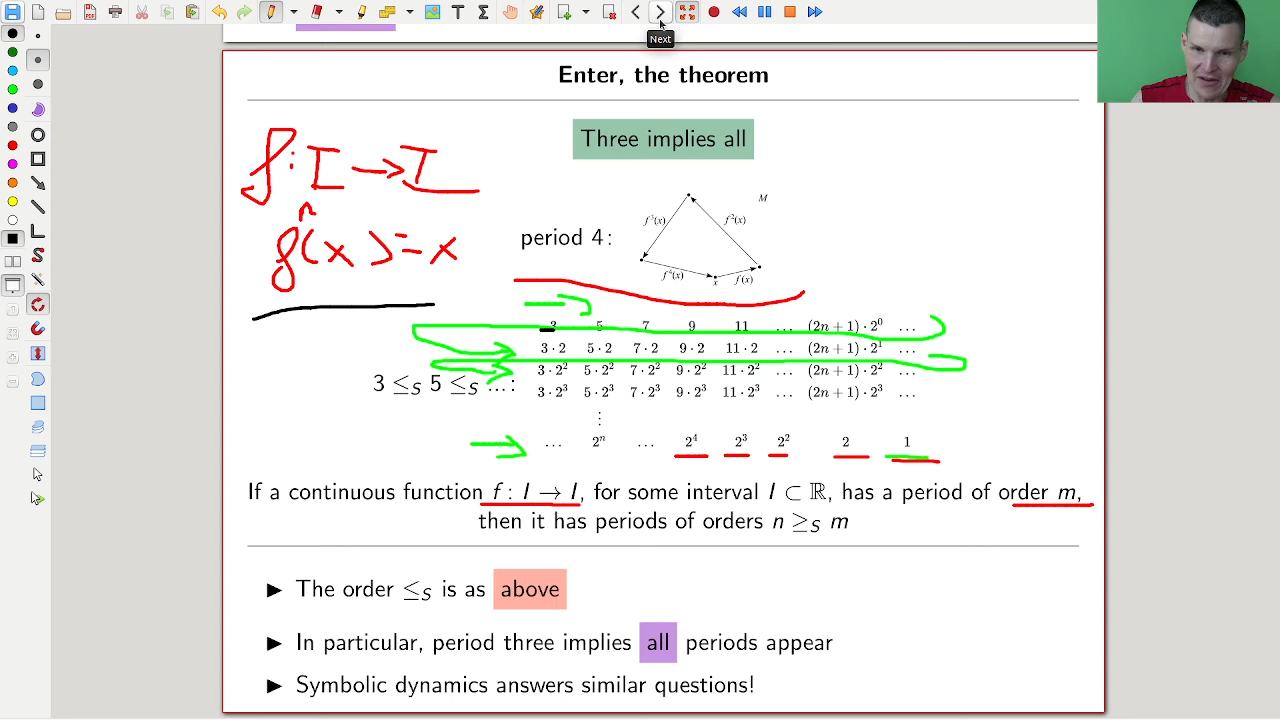 Next
Enter, the theorem
Three implies all
f: I → I
fⁿ(x) = x
period 4:
M
f³(x)
f²(x)
f⁴(x)
x
f(x)
3 5 7 9 11 … (2n + 1) · 2⁰ …
3 · 2 5 · 2 7 · 2 9 · 2 11 · 2 … (2n + 1) · 2¹ …
3 · 2² 5 · 2² 7 · 2² 9 · 2² 11 · 2² … (2n + 1) · 2² …
3 ≤_S 5 ≤_S …:
3 · 2³ 5 · 2³ 7 · 2³ 9 · 2³ 11 · 2³ … (2n + 1) · 2³ …
⋮
… 2ⁿ … 2⁴ 2³ 2² 2 1
If a continuous function f: I → I, for some interval I ⊂ ℝ, has a period of order m,
then it has periods of orders n ≥_S m
▶ The order ≤_S is as above
▶ In particular, period three implies all periods appear
▶ Symbolic dynamics answers similar questions!